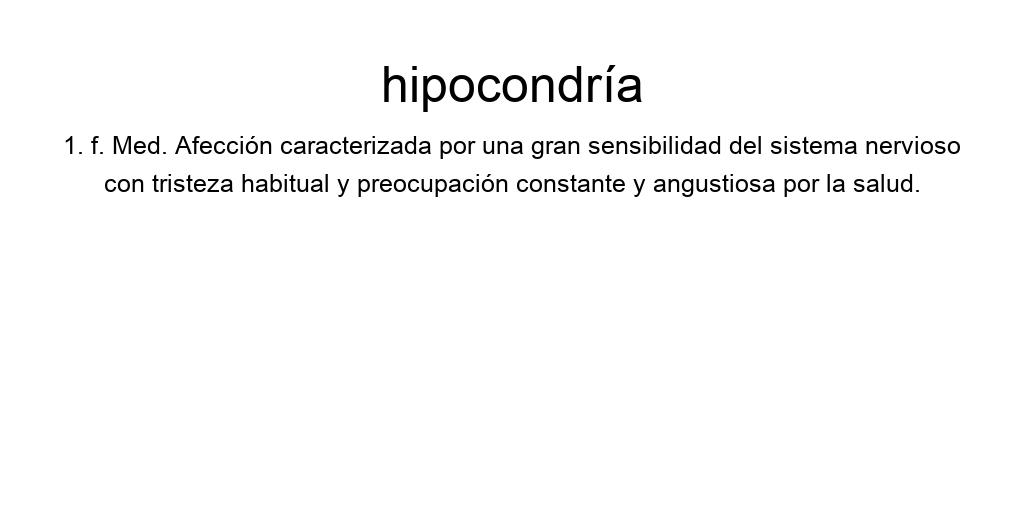 hipocondría
1. f. Med. Afección caracterizada por una gran sensibilidad del sistema nervioso
con tristeza habitual y preocupación constante y angustiosa por la salud.